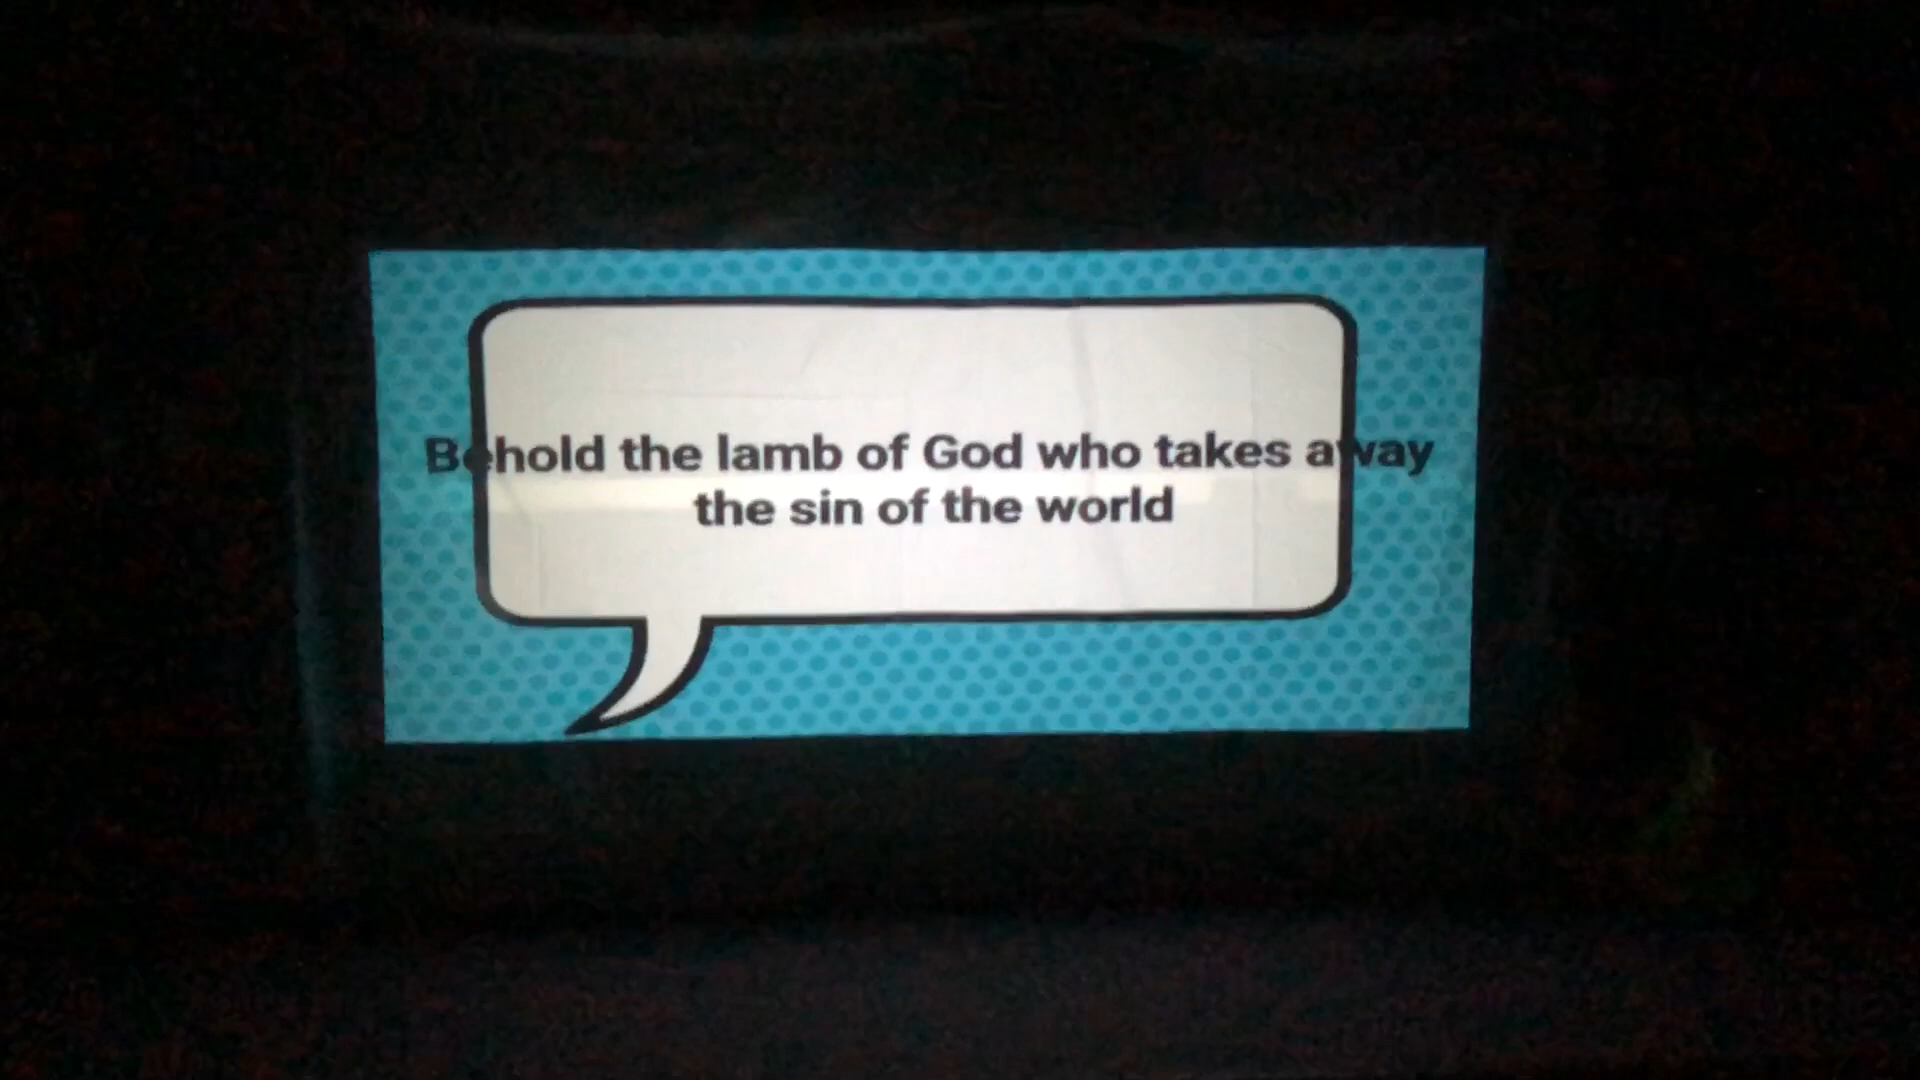 Behold the lamb of God who takes away
the sin of the world